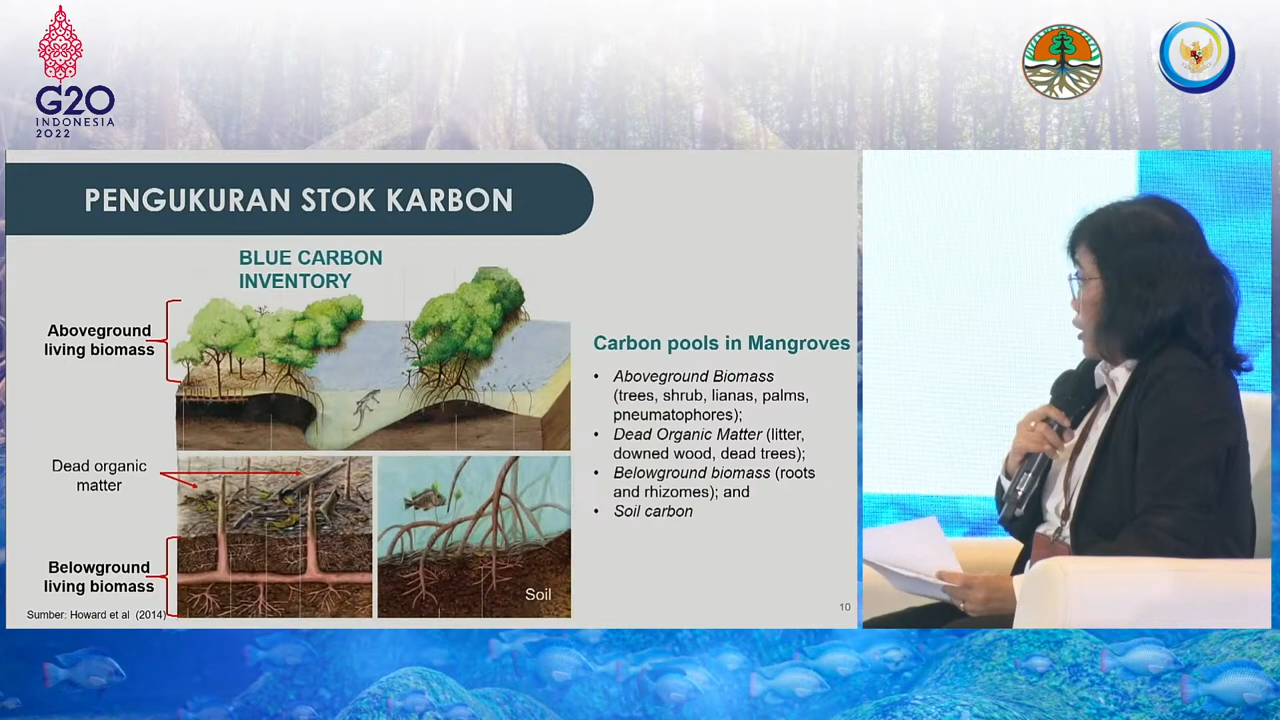 G20
INDONESIA
2022
PENGUKURAN STOK KARBON
BLUE CARBON
INVENTORY
Aboveground
living biomass
Dead organic
matter
Belowground
living biomass
Soil
Sumber: Howard et al (2014)
Carbon pools in Mangroves
• Aboveground Biomass
(trees, shrub, lianas, palms,
pneumatophores);
• Dead Organic Matter (litter,
downed wood, dead trees);
• Belowground biomass (roots
and rhizomes); and
• Soil carbon
10